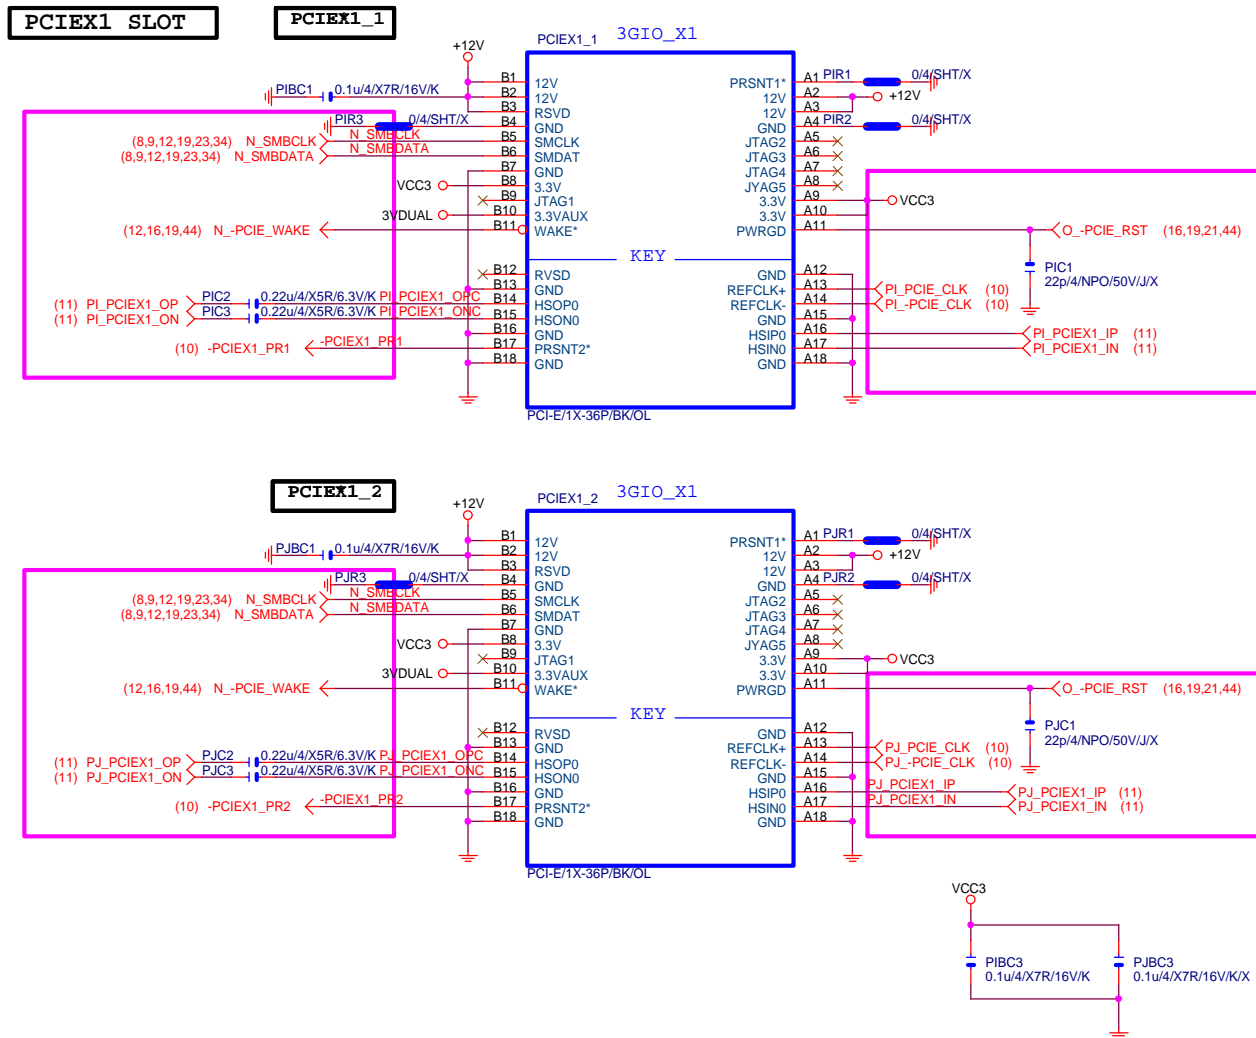 PCIEX1 SLOT
PCIEX1_1
+12V
PCIEX1_1
3GIO_X1
PIBC1
0.1u/4/X7R/16V/K
PIR3
0/4/SHT/X
(8,9,12,19,23,34) N_SMBCLK
N_SMBCLK
(8,9,12,19,23,34) N_SMBDATA
N_SMBDATA
VCC3
3VDUAL
(12,16,19,44) N_-PCIE_WAKE
(11) PI_PCIEX1_OP
PIC2
0.22u/4/X5R/6.3V/K
PI_PCIEX1_OPC
(11) PI_PCIEX1_ON
PIC3
0.22u/4/X5R/6.3V/K
PI_PCIEX1_ONC
(10) -PCIEX1_PR1
-PCIEX1_PR1
B1 12V
B2 12V
B3 RSVD
B4 GND
B5 SMCLK
B6 SMDAT
B7 GND
B8 3.3V
B9 JTAG1
B10 3.3VAUX
B11 WAKE*
KEY
B12 RVSD
B13 GND
B14 HSOP0
B15 HSON0
B16 GND
B17 PRSNT2*
B18 GND
PRSNT1* A1
12V A2
12V A3
GND A4
JTAG2 A5
JTAG3 A6
JTAG4 A7
JYAG5 A8
3.3V A9
3.3V A10
PWRGD A11
GND A12
REFCLK+ A13
REFCLK- A14
GND A15
HSIP0 A16
HSIN0 A17
GND A18
PIR1
0/4/SHT/X
+12V
PIR2
0/4/SHT/X
VCC3
O_-PCIE_RST (16,19,21,44)
PIC1
22p/4/NPO/50V/J/X
PI_PCIE_CLK (10)
PI_-PCIE_CLK (10)
PI_PCIEX1_IP (11)
PI_PCIEX1_IN (11)
PCI-E/1X-36P/BK/OL
PCIEX1_2
+12V
PCIEX1_2
3GIO_X1
PJBC1
0.1u/4/X7R/16V/K
PJR3
0/4/SHT/X
(8,9,12,19,23,34) N_SMBCLK
N_SMBCLK
(8,9,12,19,23,34) N_SMBDATA
N_SMBDATA
VCC3
3VDUAL
(12,16,19,44) N_-PCIE_WAKE
(11) PJ_PCIEX1_OP
PJC2
0.22u/4/X5R/6.3V/K
PJ_PCIEX1_OPC
(11) PJ_PCIEX1_ON
PJC3
0.22u/4/X5R/6.3V/K
PJ_PCIEX1_ONC
(10) -PCIEX1_PR2
-PCIEX1_PR2
B1 12V
B2 12V
B3 RSVD
B4 GND
B5 SMCLK
B6 SMDAT
B7 GND
B8 3.3V
B9 JTAG1
B10 3.3VAUX
B11 WAKE*
KEY
B12 RVSD
B13 GND
B14 HSOP0
B15 HSON0
B16 GND
B17 PRSNT2*
B18 GND
PRSNT1* A1
12V A2
12V A3
GND A4
JTAG2 A5
JTAG3 A6
JTAG4 A7
JYAG5 A8
3.3V A9
3.3V A10
PWRGD A11
GND A12
REFCLK+ A13
REFCLK- A14
GND A15
HSIP0 A16
HSIN0 A17
GND A18
PJR1
0/4/SHT/X
+12V
PJR2
0/4/SHT/X
VCC3
O_-PCIE_RST (16,19,21,44)
PJC1
22p/4/NPO/50V/J/X
PJ_PCIE_CLK (10)
PJ_-PCIE_CLK (10)
PJ_PCIEX1_IP
PJ_PCIEX1_IP (11)
PJ_PCIEX1_IN
PJ_PCIEX1_IN (11)
PCI-E/1X-36P/BK/OL
VCC3
PIBC3
0.1u/4/X7R/16V/K
PJBC3
0.1u/4/X7R/16V/K/X